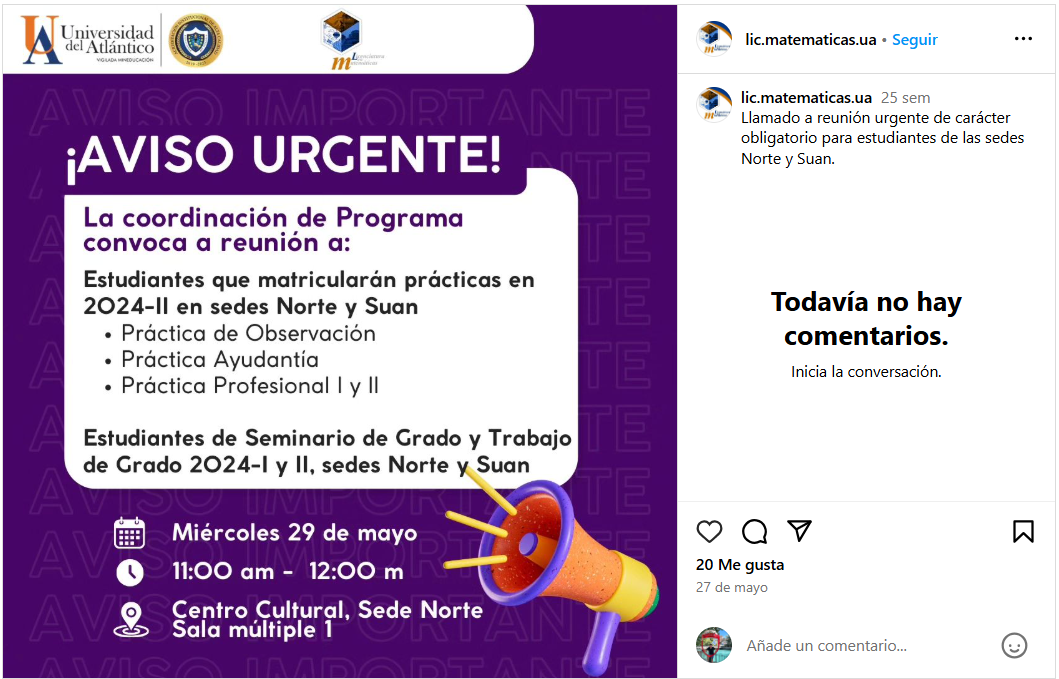 Universidad
del Atlántico
VIGILADA MINEDUCACIÓN
Licenciatura
Matemáticas
AVISO IMPORTANTE
¡AVISO URGENTE!
La coordinación de Programa
convoca a reunión a:
Estudiantes que matricularán prácticas en
2024-II en sedes Norte y Suan
• Práctica de Observación
• Práctica Ayudantía
• Práctica Profesional I y II
Estudiantes de Seminario de Grado y Trabajo
de Grado 2024-I y II, sedes Norte y Suan
Miércoles 29 de mayo
11:00 am - 12:00 m
Centro Cultural, Sede Norte
Sala múltiple 1
lic.matematicas.ua • Seguir
lic.matematicas.ua 25 sem
Llamado a reunión urgente de carácter
obligatorio para estudiantes de las sedes
Norte y Suan.
Todavía no hay
comentarios.
Inicia la conversación.
20 Me gusta
27 de mayo
Añade un comentario...